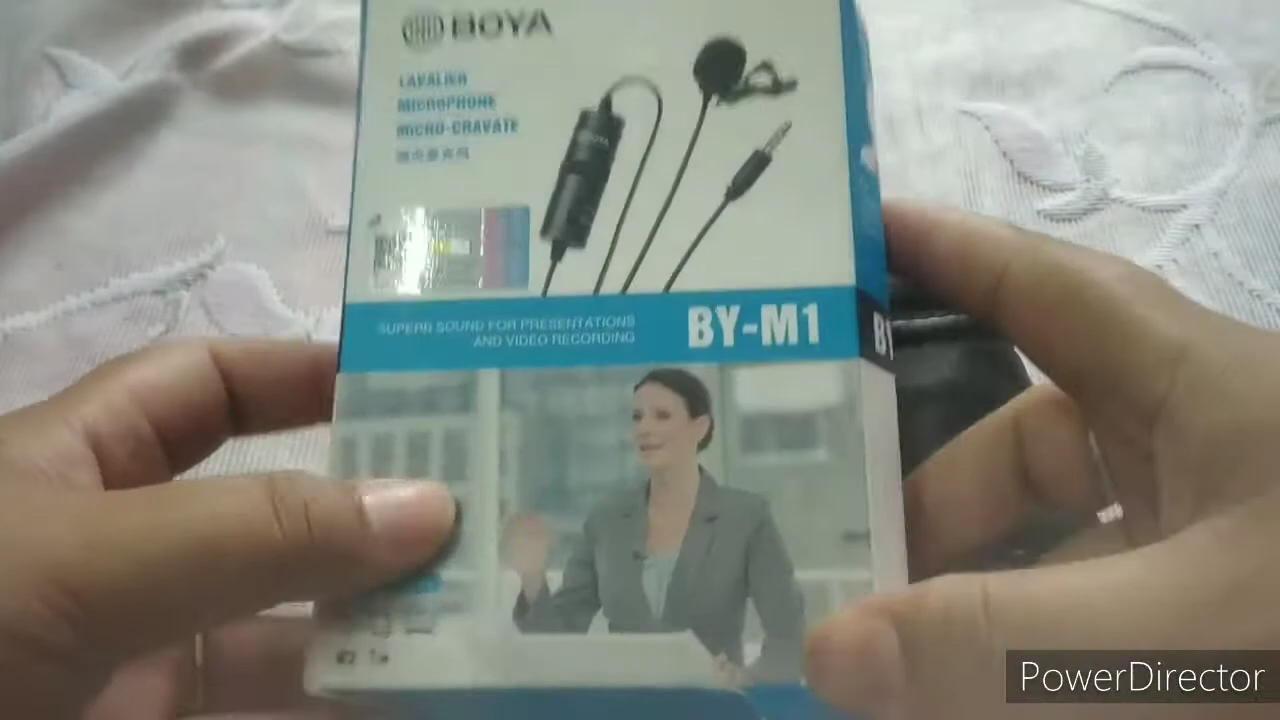 BOYA
LAVALIER
MICROPHONE
MICRO-CRAVATE
SUPERB SOUND FOR PRESENTATIONS
AND VIDEO RECORDING
BY-M1
PowerDirector